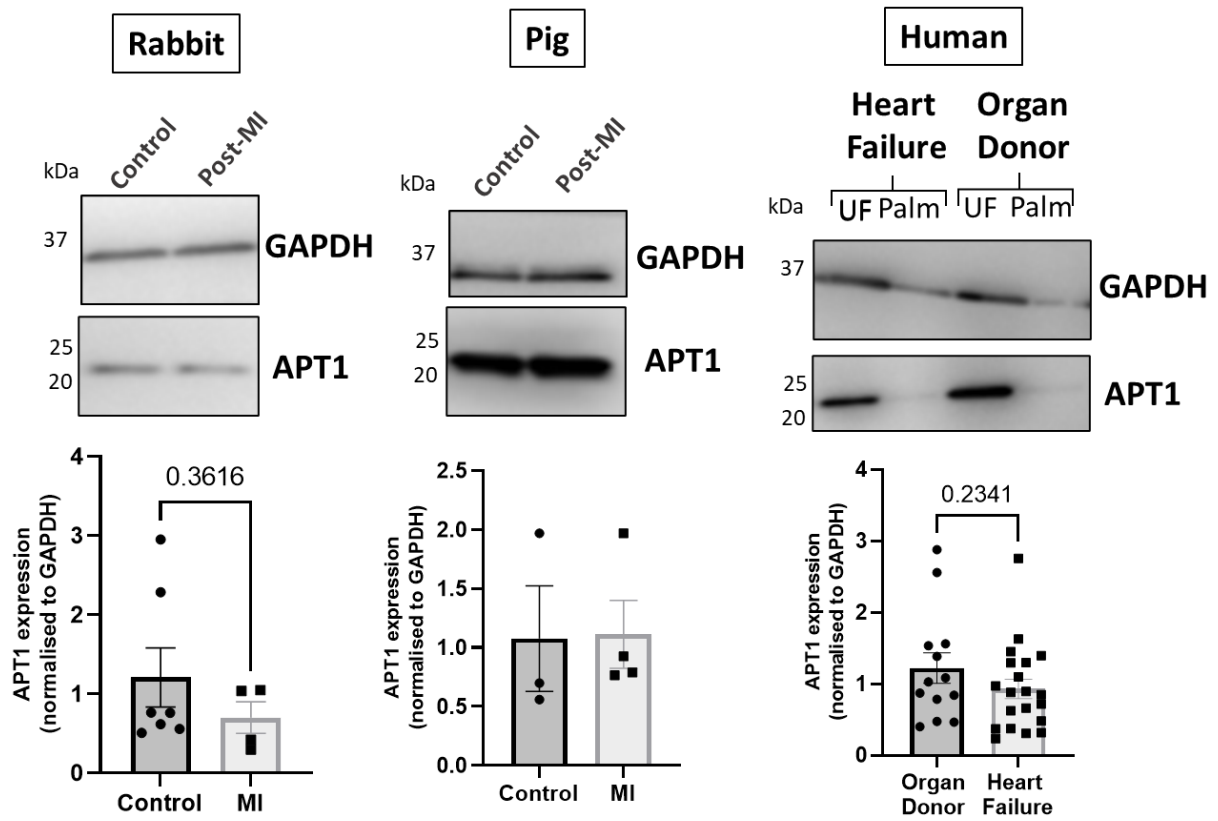 Rabbit
Control
Post-MI
kDa
37
GAPDH
25
20
APT1
4
3
2
1
0
0.3616
APT1 expression
(normalised to GAPDH)
Control
MI
Pig
Control
Post-MI
kDa
37
GAPDH
25
20
APT1
2.5
2.0
1.5
1.0
0.5
0.0
APT1 expression
(normalised to GAPDH)
Control
MI
Human
Heart
Failure
Organ
Donor
UF Palm
UF Palm
kDa
37
GAPDH
25
20
APT1
4
3
2
1
0
0.2341
APT1 expression
(normalised to GAPDH)
Organ
Donor
Heart
Failure